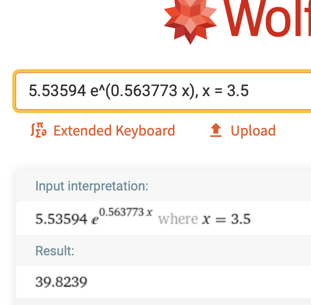 Wolf
5.53594 e^(0.563773 x), x = 3.5
Extended Keyboard
Upload
Input interpretation:
5.53594 e^0.563773 x where x = 3.5
Result:
39.8239